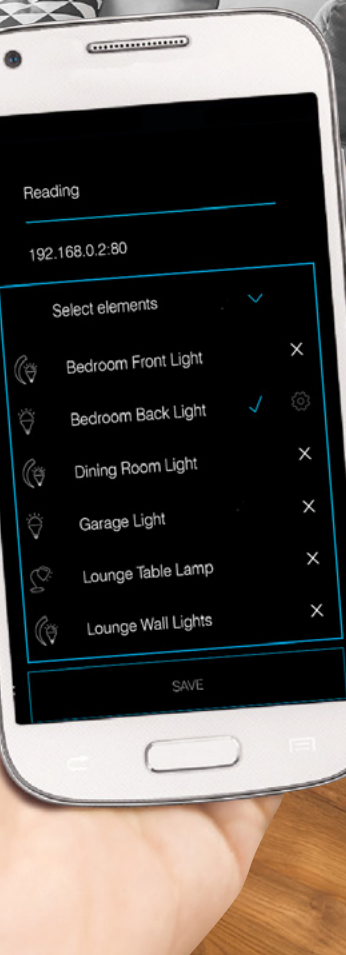 Reading
192.168.0.2:80
Select elements
Bedroom Front Light
Bedroom Back Light
Dining Room Light
Garage Light
Lounge Table Lamp
Lounge Wall Lights
SAVE